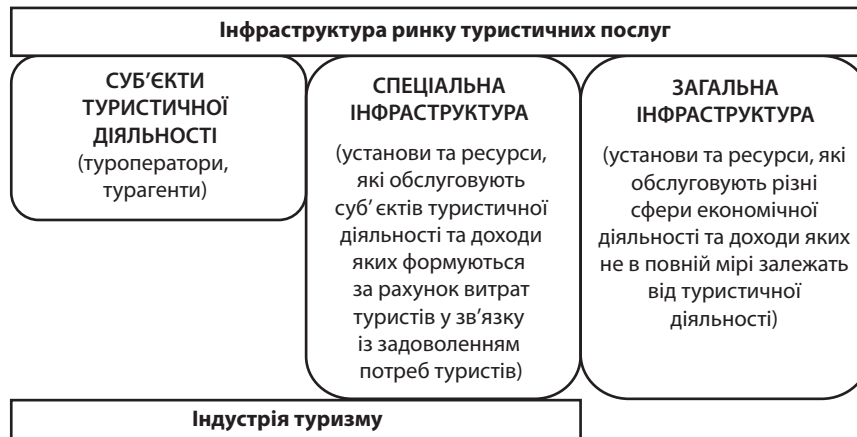 Інфраструктура ринку туристичних послуг
СУБ’ЄКТИ
ТУРИСТИЧНОЇ
ДІЯЛЬНОСТІ
(туроператори,
турагенти)
СПЕЦІАЛЬНА
ІНФРАСТРУКТУРА
(установи та ресурси,
які обслуговують
суб’ єктів туристичної
діяльності та доходи
яких формуються
за рахунок витрат
туристів у зв’язку
із задоволенням
потреб туристів)
ЗАГАЛЬНА
ІНФРАСТРУКТУРА
(установи та ресурси, які
обслуговують різні
сфери економічної
діяльності та доходи яких
не в повній мірі залежать
від туристичної
діяльності)
Індустрія туризму